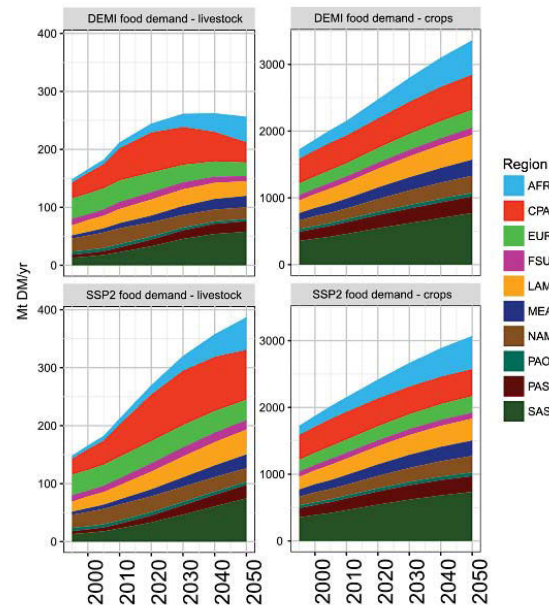 DEMI food demand - livestock
DEMI food demand - crops
400
300
200
100
0
3000
2000
1000
0
SSP2 food demand - livestock
SSP2 food demand - crops
400
300
200
100
0
3000
2000
1000
0
Mt DM/yr
2000
2010
2020
2030
2040
2050
2000
2010
2020
2030
2040
2050
Region
AFR
CPA
EUR
FSU
LAM
MEA
NAM
PAO
PAS
SAS